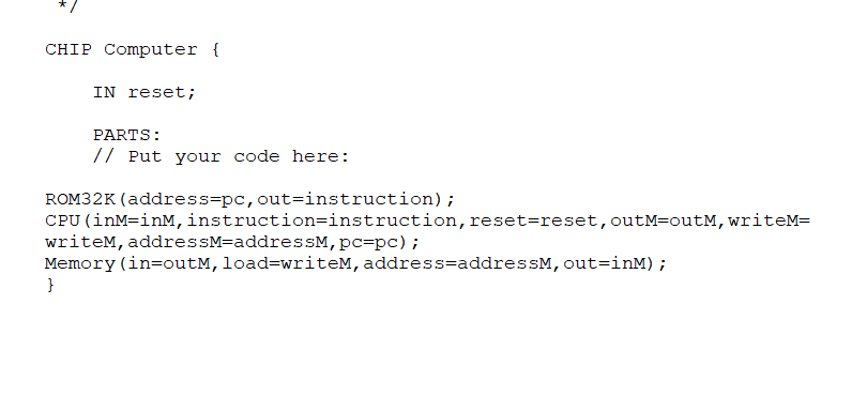 */
CHIP Computer {
IN reset;
PARTS:
// Put your code here:
ROM32K(address=pc,out=instruction);
CPU(inM=inM,instruction=instruction,reset=reset,outM=outM,writeM=
writeM,addressM=addressM,pc=pc);
Memory(in=outM,load=writeM,address=addressM,out=inM);
}